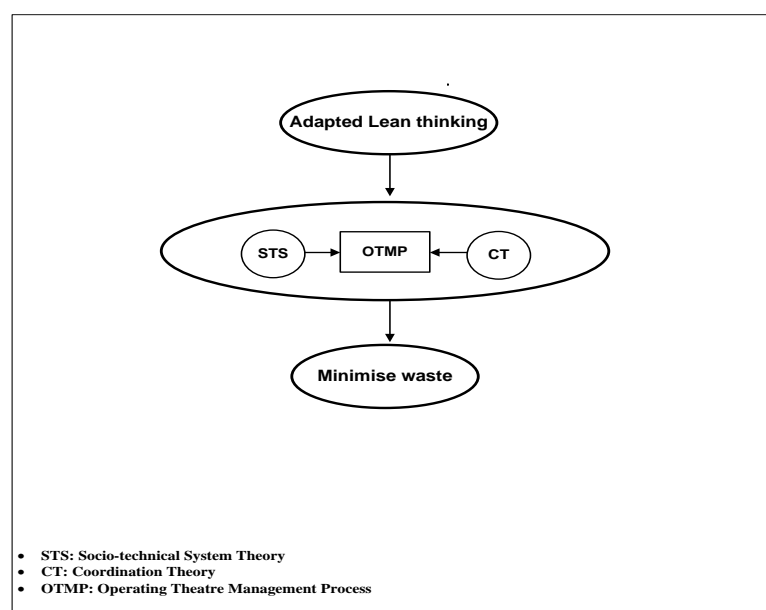 Adapted Lean thinking
STS OTMP CT
Minimise waste
• STS: Socio-technical System Theory
• CT: Coordination Theory
• OTMP: Operating Theatre Management Process